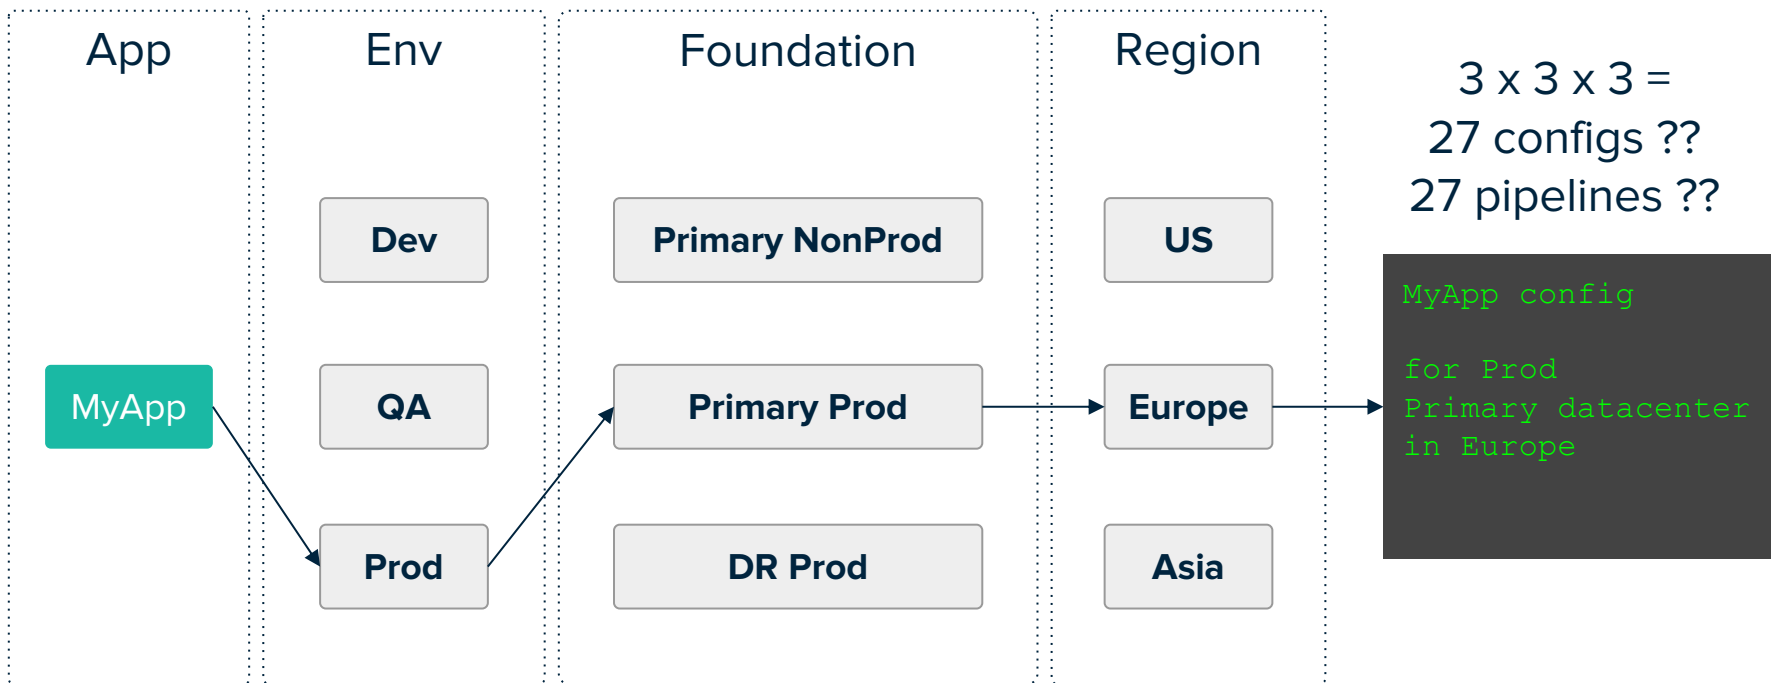 App
Env
Foundation
Region
3 x 3 x 3 =
27 configs ??
27 pipelines ??
Dev
Primary NonProd
US
MyApp
QA
Primary Prod
Europe
Prod
DR Prod
Asia
MyApp config
for Prod
Primary datacenter
in Europe